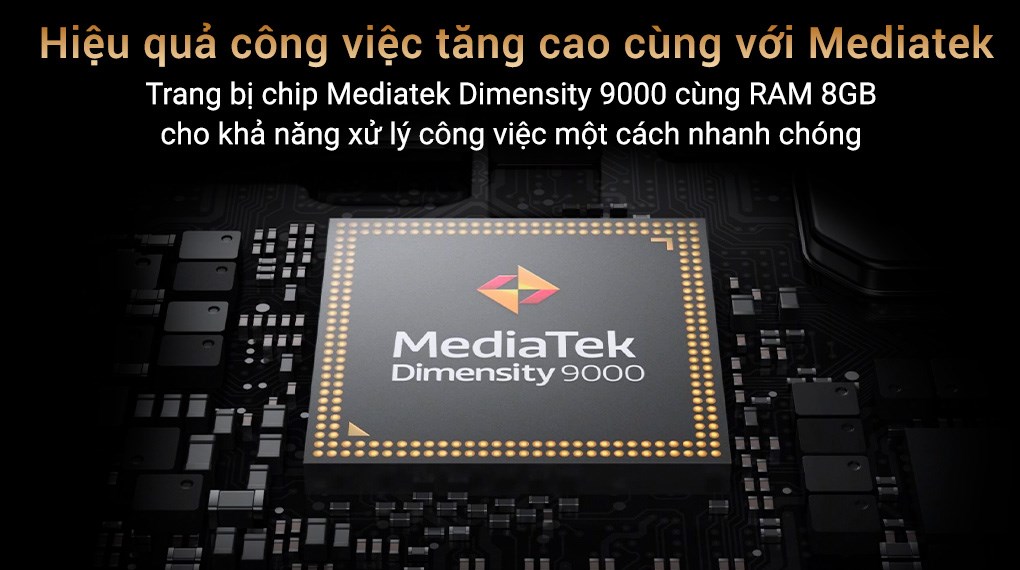 Hiệu quả công việc tăng cao cùng với Mediatek
Trang bị chip Mediatek Dimensity 9000 cùng RAM 8GB
cho khả năng xử lý công việc một cách nhanh chóng
MediaTek
Dimensity 9000